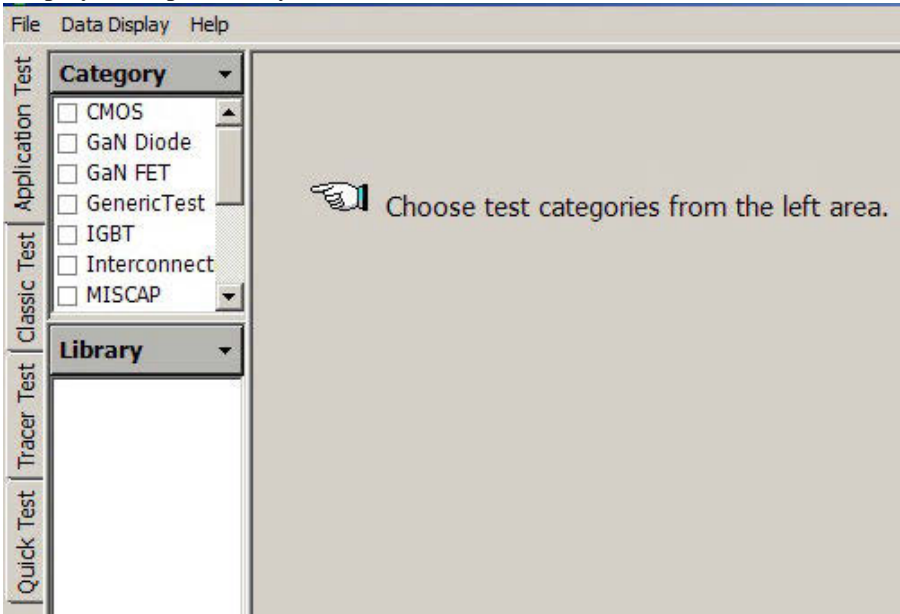 File Data Display Help
Application Test
Classic Test
Tracer Test
Quick Test
Category
CMOS
GaN Diode
GaN FET
GenericTest
IGBT
Interconnect
MISCAP
Library
Choose test categories from the left area.